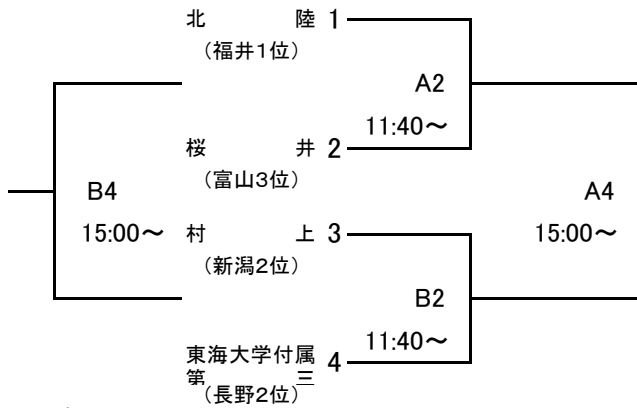 北 陸 1
（福井1位）
A2
11:40～
桜 井 2
（富山3位）
B4
15:00～
A4
15:00～
村 上 3
（新潟2位）
B2
11:40～
東海大学付属
第 三 4
（長野2位）